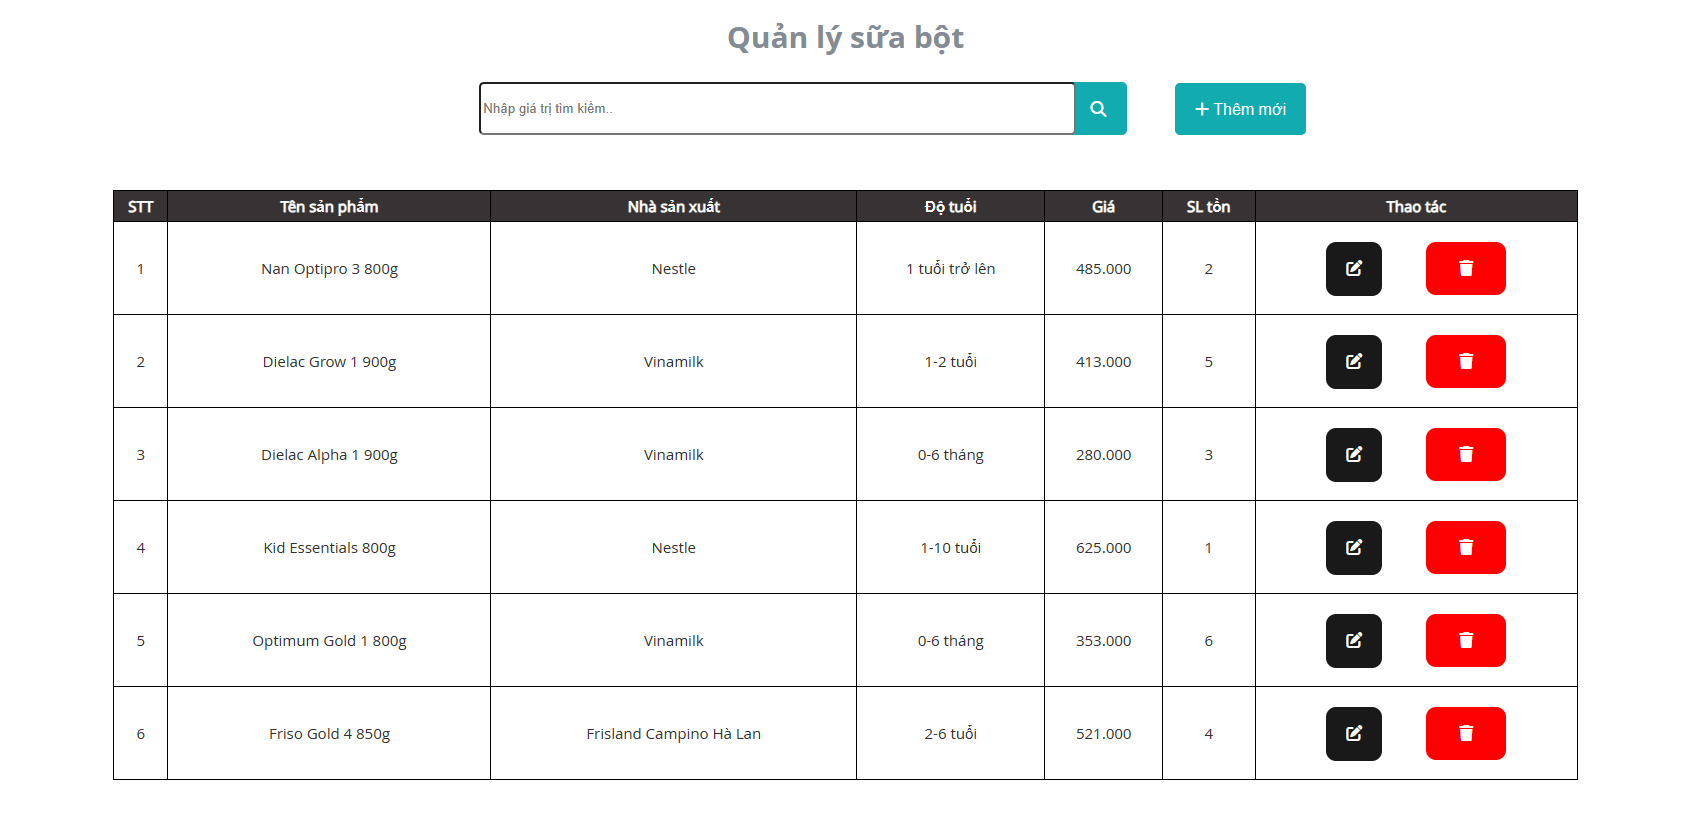 Quản lý sữa bột
Nhập giá trị tìm kiếm..
Thêm mới
STT Tên sản phẩm Nhà sản xuất Độ tuổi Giá SL tồn Thao tác
1 Nan Optipro 3 800g Nestle 1 tuổi trở lên 485.000 2
2 Dielac Grow 1 900g Vinamilk 1-2 tuổi 413.000 5
3 Dielac Alpha 1 900g Vinamilk 0-6 tháng 280.000 3
4 Kid Essentials 800g Nestle 1-10 tuổi 625.000 1
5 Optimum Gold 1 800g Vinamilk 0-6 tháng 353.000 6
6 Friso Gold 4 850g Frisland Campino Hà Lan 2-6 tuổi 521.000 4